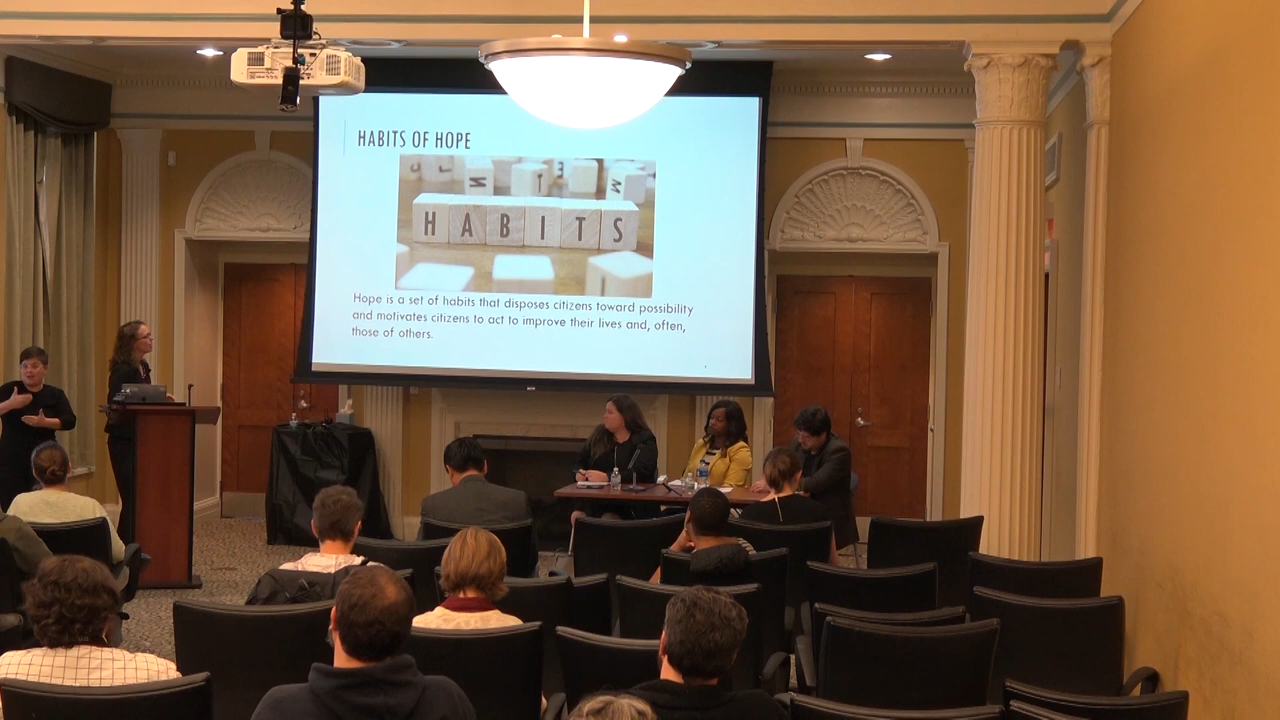 HABITS OF HOPE
M T M
HABITS
Hope is a set of habits that disposes citizens toward possibility
and motivates citizens to act to improve their lives and, often,
those of others.